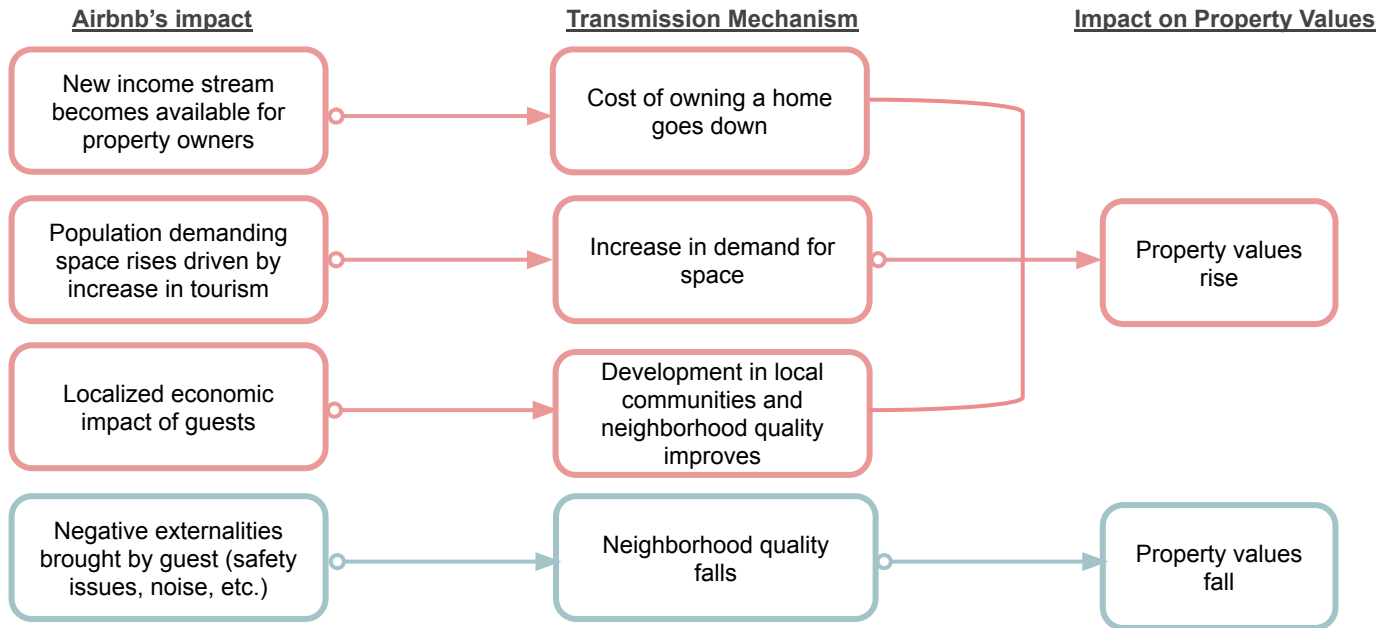 Airbnb's impact
Transmission Mechanism
Impact on Property Values
New income stream
becomes available for
property owners
Cost of owning a home
goes down
Population demanding
space rises driven by
increase in tourism
Increase in demand for
space
Property values
rise
Localized economic
impact of guests
Development in local
communities and
neighborhood quality
improves
Negative externalities
brought by guest (safety
issues, noise, etc.)
Neighborhood quality
falls
Property values
fall